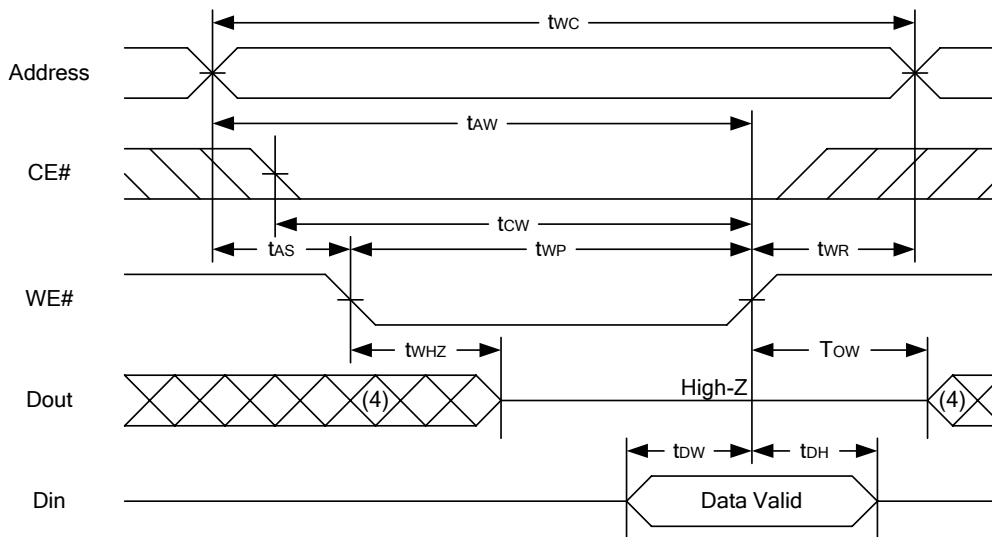 tWC
Address
tAW
CE#
tCW
tAS tWP tWR
WE#
tWHZ TOW
Dout (4) High-Z (4)
tDW tDH
Din Data Valid